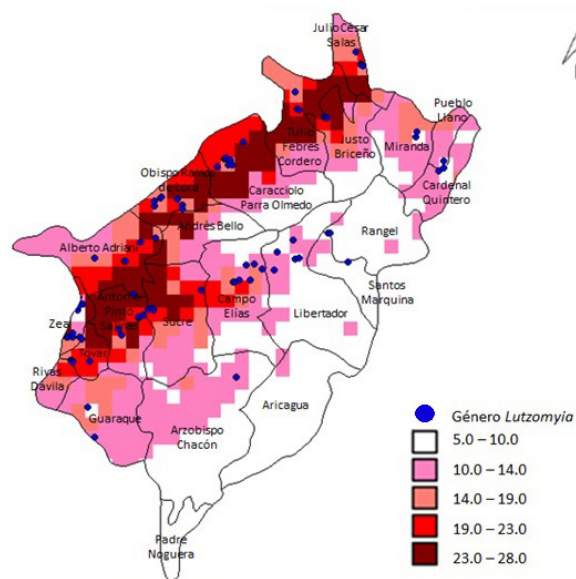 Julio César
Salas
Pueblo
Llano
Tulio
Febres
Cordero
Justo
Briceño
Miranda
Cardenal
Quintero
Obispo Ramos
de Lora
Caracciolo
Parra Olmedo
Andrés Bello
Rangel
Alberto Adriani
Santos
Marquina
Antonio
Pinto
Salinas
Campo
Elías
Libertador
Zea
Sucre
Tovar
Rivas
Davila
Guaraque
Arzobispo
Chacón
Aricagua
Padre
Noguera
Género Lutzomyia
5.0 – 10.0
10.0 – 14.0
14.0 – 19.0
19.0 – 23.0
23.0 – 28.0